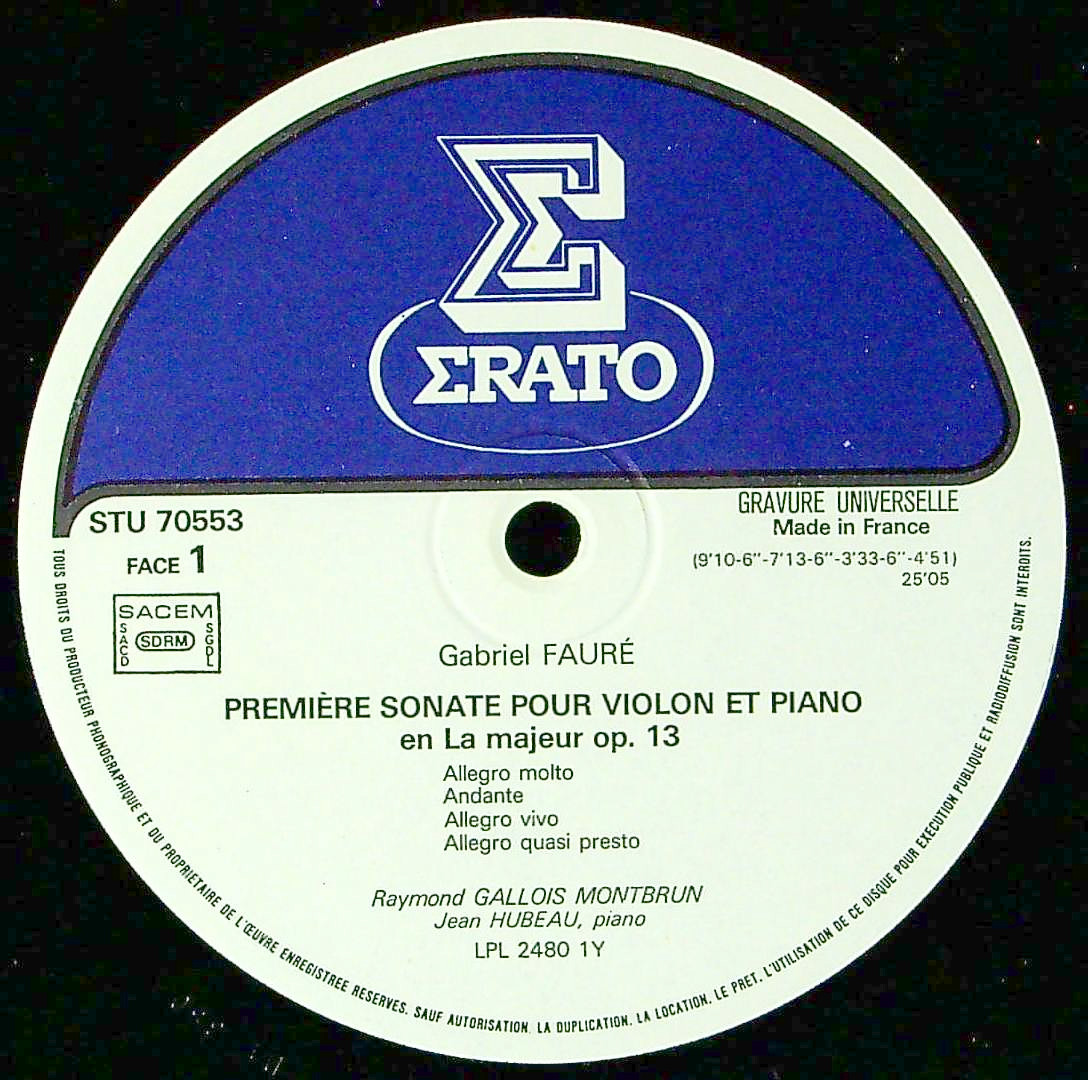 Σ
ΣRATO
STU 70553
FACE 1
GRAVURE UNIVERSELLE
Made in France
(9'10-6''-7'13-6''-3'33-6''-4'51)
25'05
SACEM
SACD
SDRM
SGDL
Gabriel FAURÉ
PREMIÈRE SONATE POUR VIOLON ET PIANO
en La majeur op. 13
Allegro molto
Andante
Allegro vivo
Allegro quasi presto
Raymond GALLOIS MONTBRUN
Jean HUBEAU, piano
LPL 2480 1Y
TOUS DROITS DU PRODUCTEUR PHONOGRAPHIQUE ET DU PROPRIETAIRE DE L'ŒUVRE ENREGISTREE RESERVES. SAUF AUTORISATION. LA DUPLICATION. LA LOCATION. LE PRET. L'UTILISATION DE CE DISQUE POUR EXECUTION PUBLIQUE ET RADIODIFFUSION SONT INTERDITS.